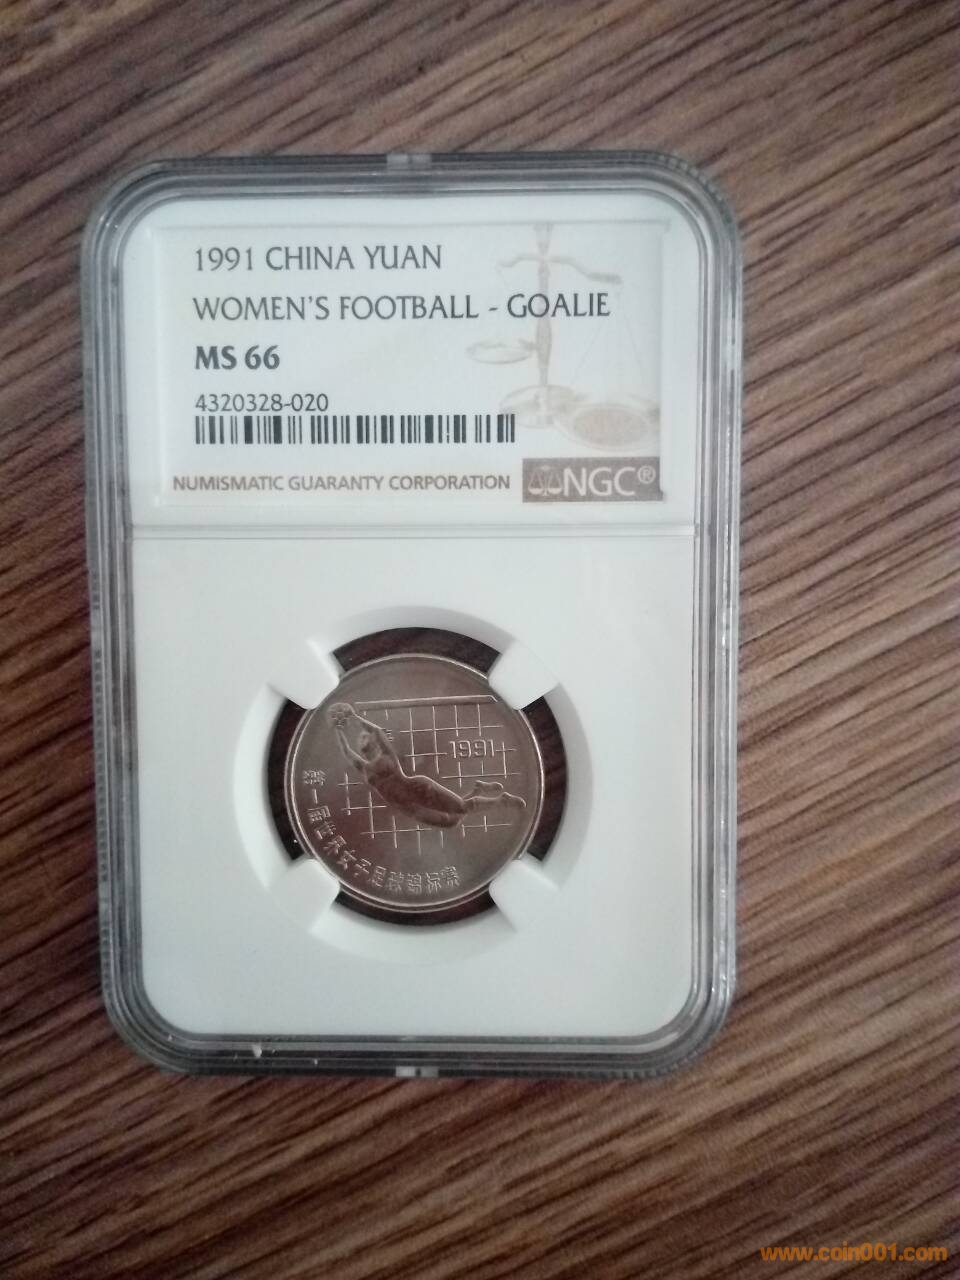 1991 CHINA YUAN
WOMEN'S FOOTBALL - GOALIE
MS 66
4320328-020
NUMISMATIC GUARANTY CORPORATION
NGC®
1991
第一届世界女子足球锦标赛
www.coin001.com